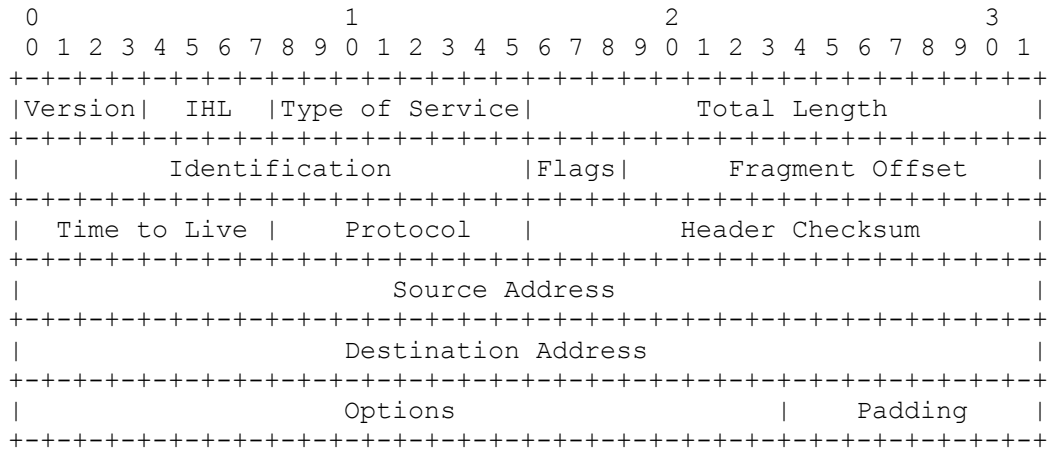 0                   1                   2                   3
 0 1 2 3 4 5 6 7 8 9 0 1 2 3 4 5 6 7 8 9 0 1 2 3 4 5 6 7 8 9 0 1
+-+-+-+-+-+-+-+-+-+-+-+-+-+-+-+-+-+-+-+-+-+-+-+-+-+-+-+-+-+-+-+-+
|Version|  IHL  |Type of Service|          Total Length         |
+-+-+-+-+-+-+-+-+-+-+-+-+-+-+-+-+-+-+-+-+-+-+-+-+-+-+-+-+-+-+-+-+
|         Identification        |Flags|      Fragment Offset    |
+-+-+-+-+-+-+-+-+-+-+-+-+-+-+-+-+-+-+-+-+-+-+-+-+-+-+-+-+-+-+-+-+
|  Time to Live |    Protocol   |         Header Checksum       |
+-+-+-+-+-+-+-+-+-+-+-+-+-+-+-+-+-+-+-+-+-+-+-+-+-+-+-+-+-+-+-+-+
|                       Source Address                          |
+-+-+-+-+-+-+-+-+-+-+-+-+-+-+-+-+-+-+-+-+-+-+-+-+-+-+-+-+-+-+-+-+
|                    Destination Address                        |
+-+-+-+-+-+-+-+-+-+-+-+-+-+-+-+-+-+-+-+-+-+-+-+-+-+-+-+-+-+-+-+-+
|                    Options                    |    Padding    |
+-+-+-+-+-+-+-+-+-+-+-+-+-+-+-+-+-+-+-+-+-+-+-+-+-+-+-+-+-+-+-+-+